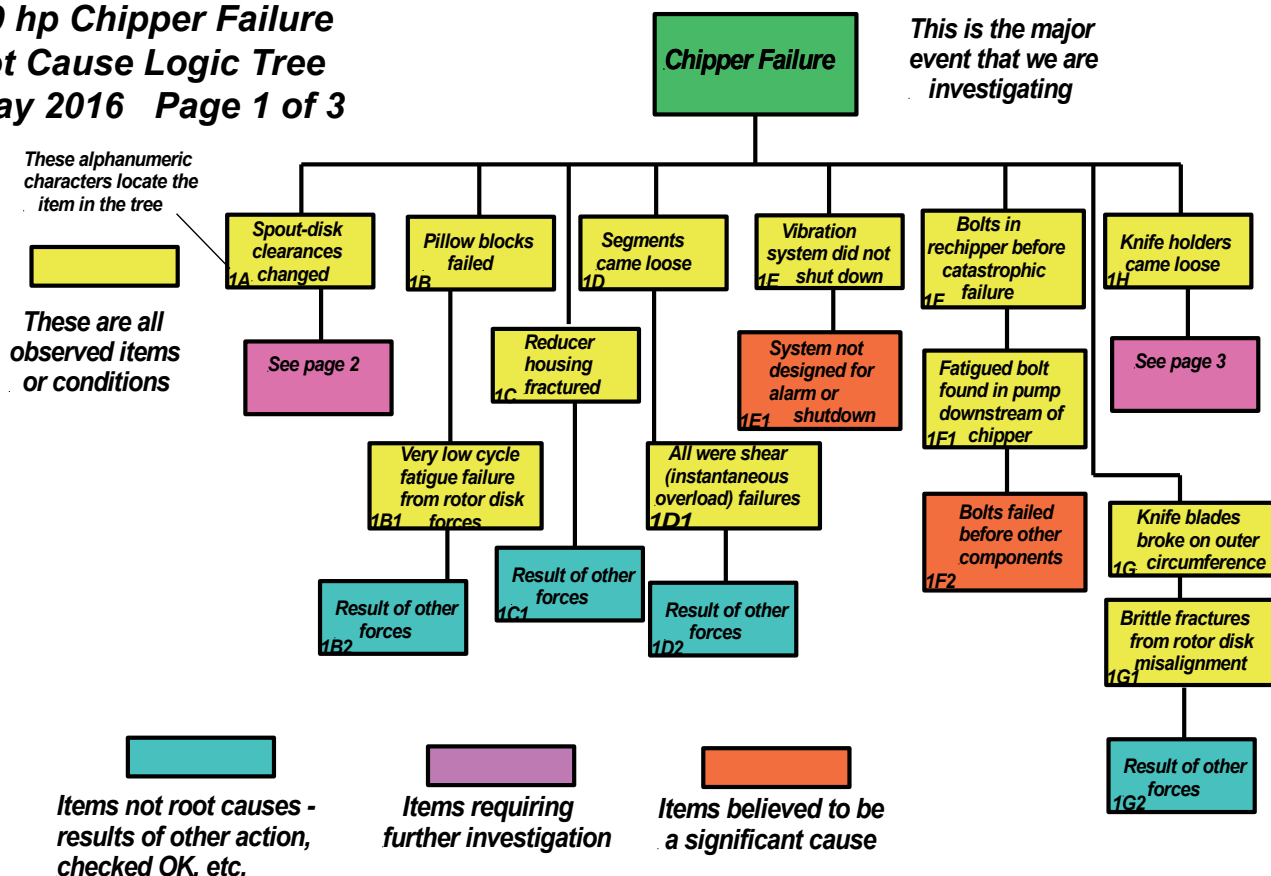 hp Chipper Failure
Cause Logic Tree
2016 Page 1 of 3
Chipper Failure
This is the major
event that we are
investigating
These alphanumeric
characters locate the
item in the tree
These are all
observed items
or conditions
Spout-disk
clearances
changed
1A
See page 2
Pillow blocks
failed
1B
Very low cycle
fatigue failure
from rotor disk
forces
1B1
Result of other
forces
1B2
Reducer
housing
fractured
1C
Result of other
forces
1C1
Segments
came loose
1D
All were shear
(instantaneous
overload) failures
1D1
Result of other
forces
1D2
Vibration
system did not
shut down
1E
System not
designed for
alarm or
shutdown
1E1
Bolts in
rechipper before
catastrophic
failure
1F
Fatigued bolt
found in pump
downstream of
chipper
1F1
Bolts failed
before other
components
1F2
Knife holders
came loose
1H
See page 3
Knife blades
broke on outer
circumference
1G
Brittle fractures
from rotor disk
misalignment
1G1
Result of other
forces
1G2
Items not root causes -
results of other action,
checked OK, etc.
Items requiring
further investigation
Items believed to be
a significant cause